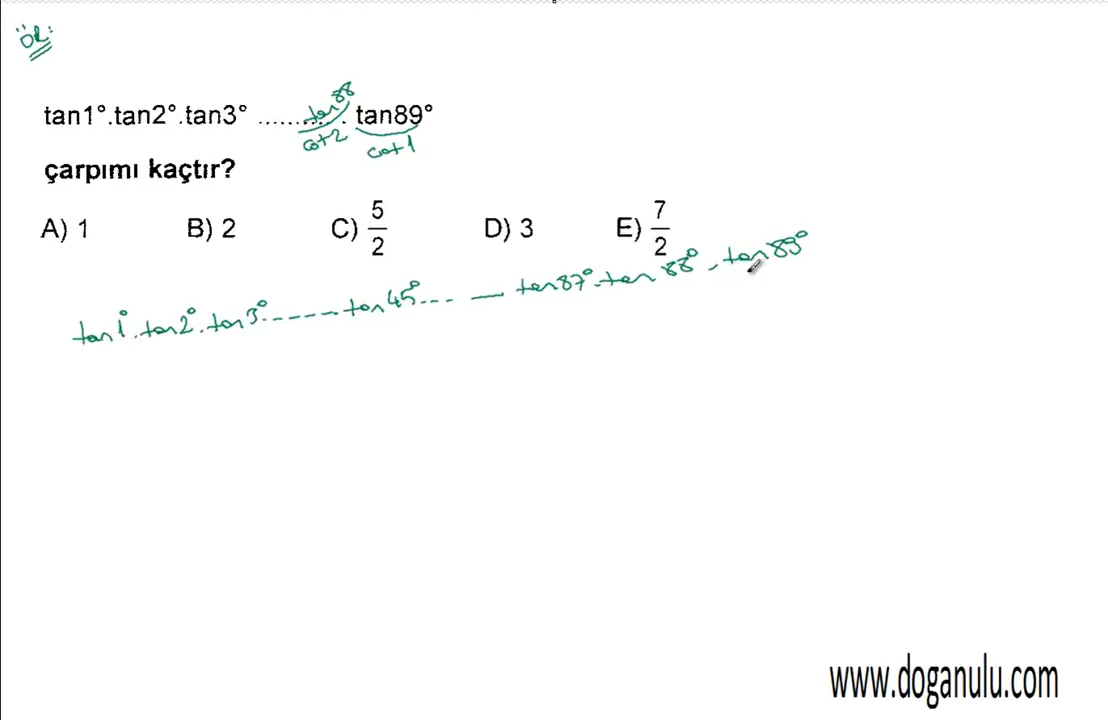 ÖR:
tan1°.tan2°.tan3° ............ tan89°
tan88
cot2 cot1
çarpımı kaçtır?
A) 1 B) 2 C) 5/2 D) 3 E) 7/2
tan1°.tan2°.tan3°.------tan45°--- — tan87°.tan88°.tan89°
www.doganulu.com